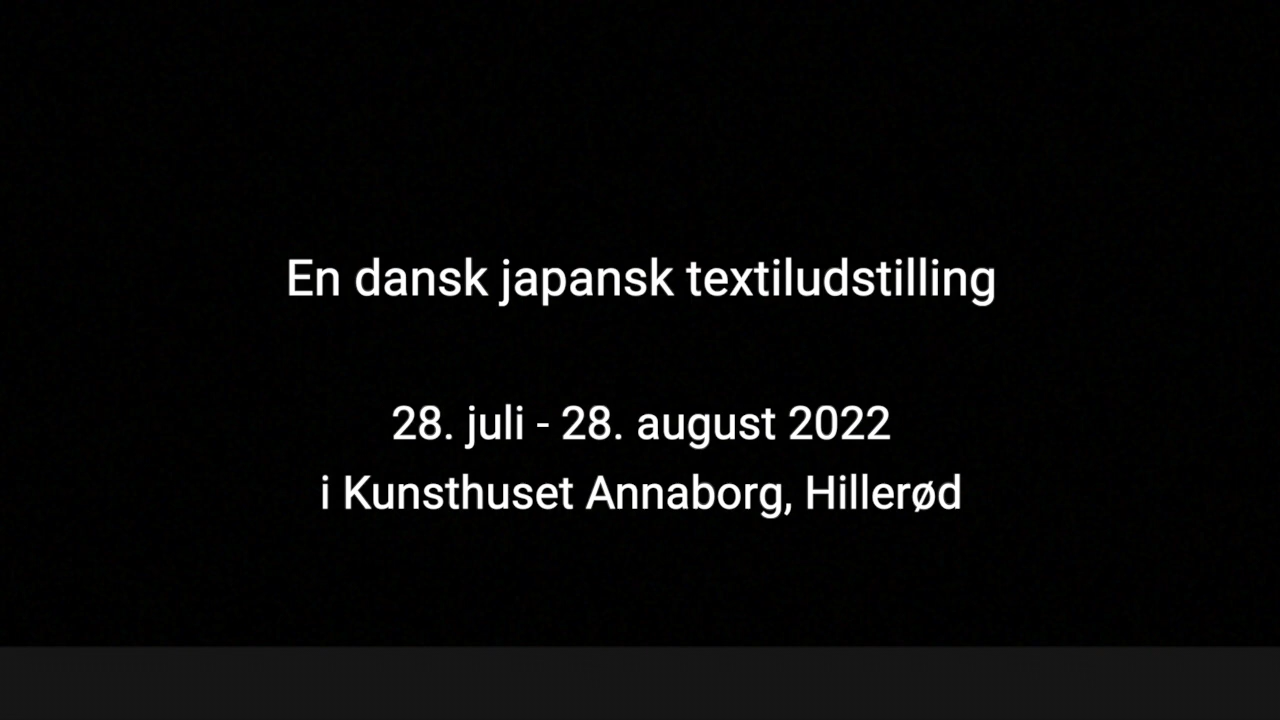 En dansk japansk textiludstilling
28. juli - 28. august 2022
i Kunsthuset Annaborg, Hillerød